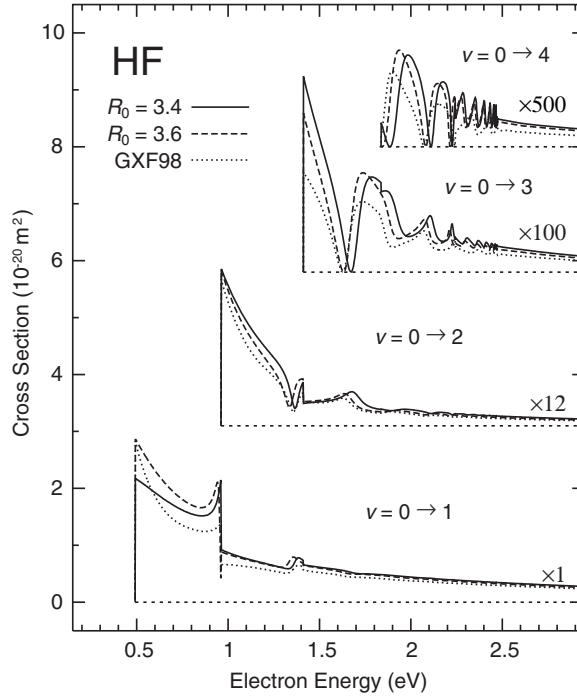 HF
R₀ = 3.4
R₀ = 3.6
GXF98
v = 0 → 4
×500
v = 0 → 3
×100
v = 0 → 2
×12
v = 0 → 1
×1
10
8
6
4
2
0
Cross Section (10⁻²⁰ m²)
0.5 1 1.5 2 2.5
Electron Energy (eV)